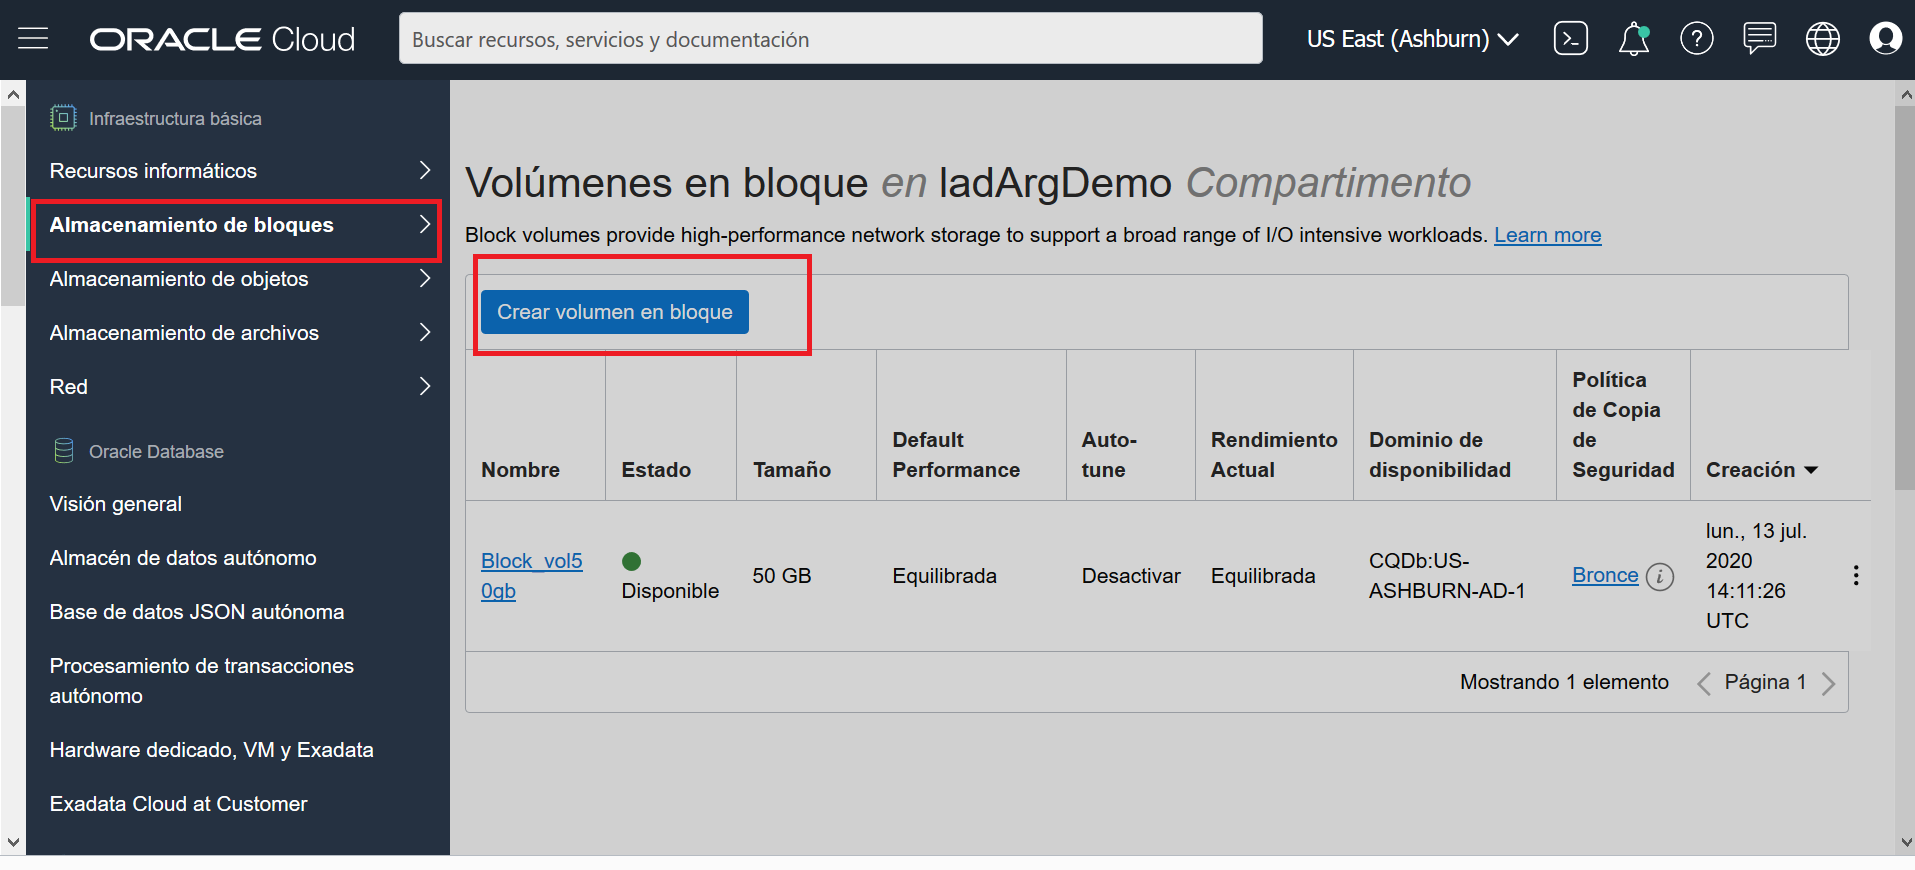 ORACLE Cloud
Buscar recursos, servicios y documentación
US East (Ashburn)
Infraestructura básica
Recursos informáticos
Almacenamiento de bloques
Almacenamiento de objetos
Almacenamiento de archivos
Red
Oracle Database
Visión general
Almacén de datos autónomo
Base de datos JSON autónoma
Procesamiento de transacciones
autónomo
Hardware dedicado, VM y Exadata
Exadata Cloud at Customer
Volúmenes en bloque en ladArgDemo Compartimento
Block volumes provide high-performance network storage to support a broad range of I/O intensive workloads. Learn more
Crear volumen en bloque
Nombre
Estado
Tamaño
Default
Performance
Auto-
tune
Rendimiento
Actual
Dominio de
disponibilidad
Política
de Copia
de
Seguridad
Creación
Block_vol5
0gb
Disponible
50 GB
Equilibrada
Desactivar
Equilibrada
CQDb:US-
ASHBURN-AD-1
Bronce
lun., 13 jul.
2020
14:11:26
UTC
Mostrando 1 elemento
Página 1